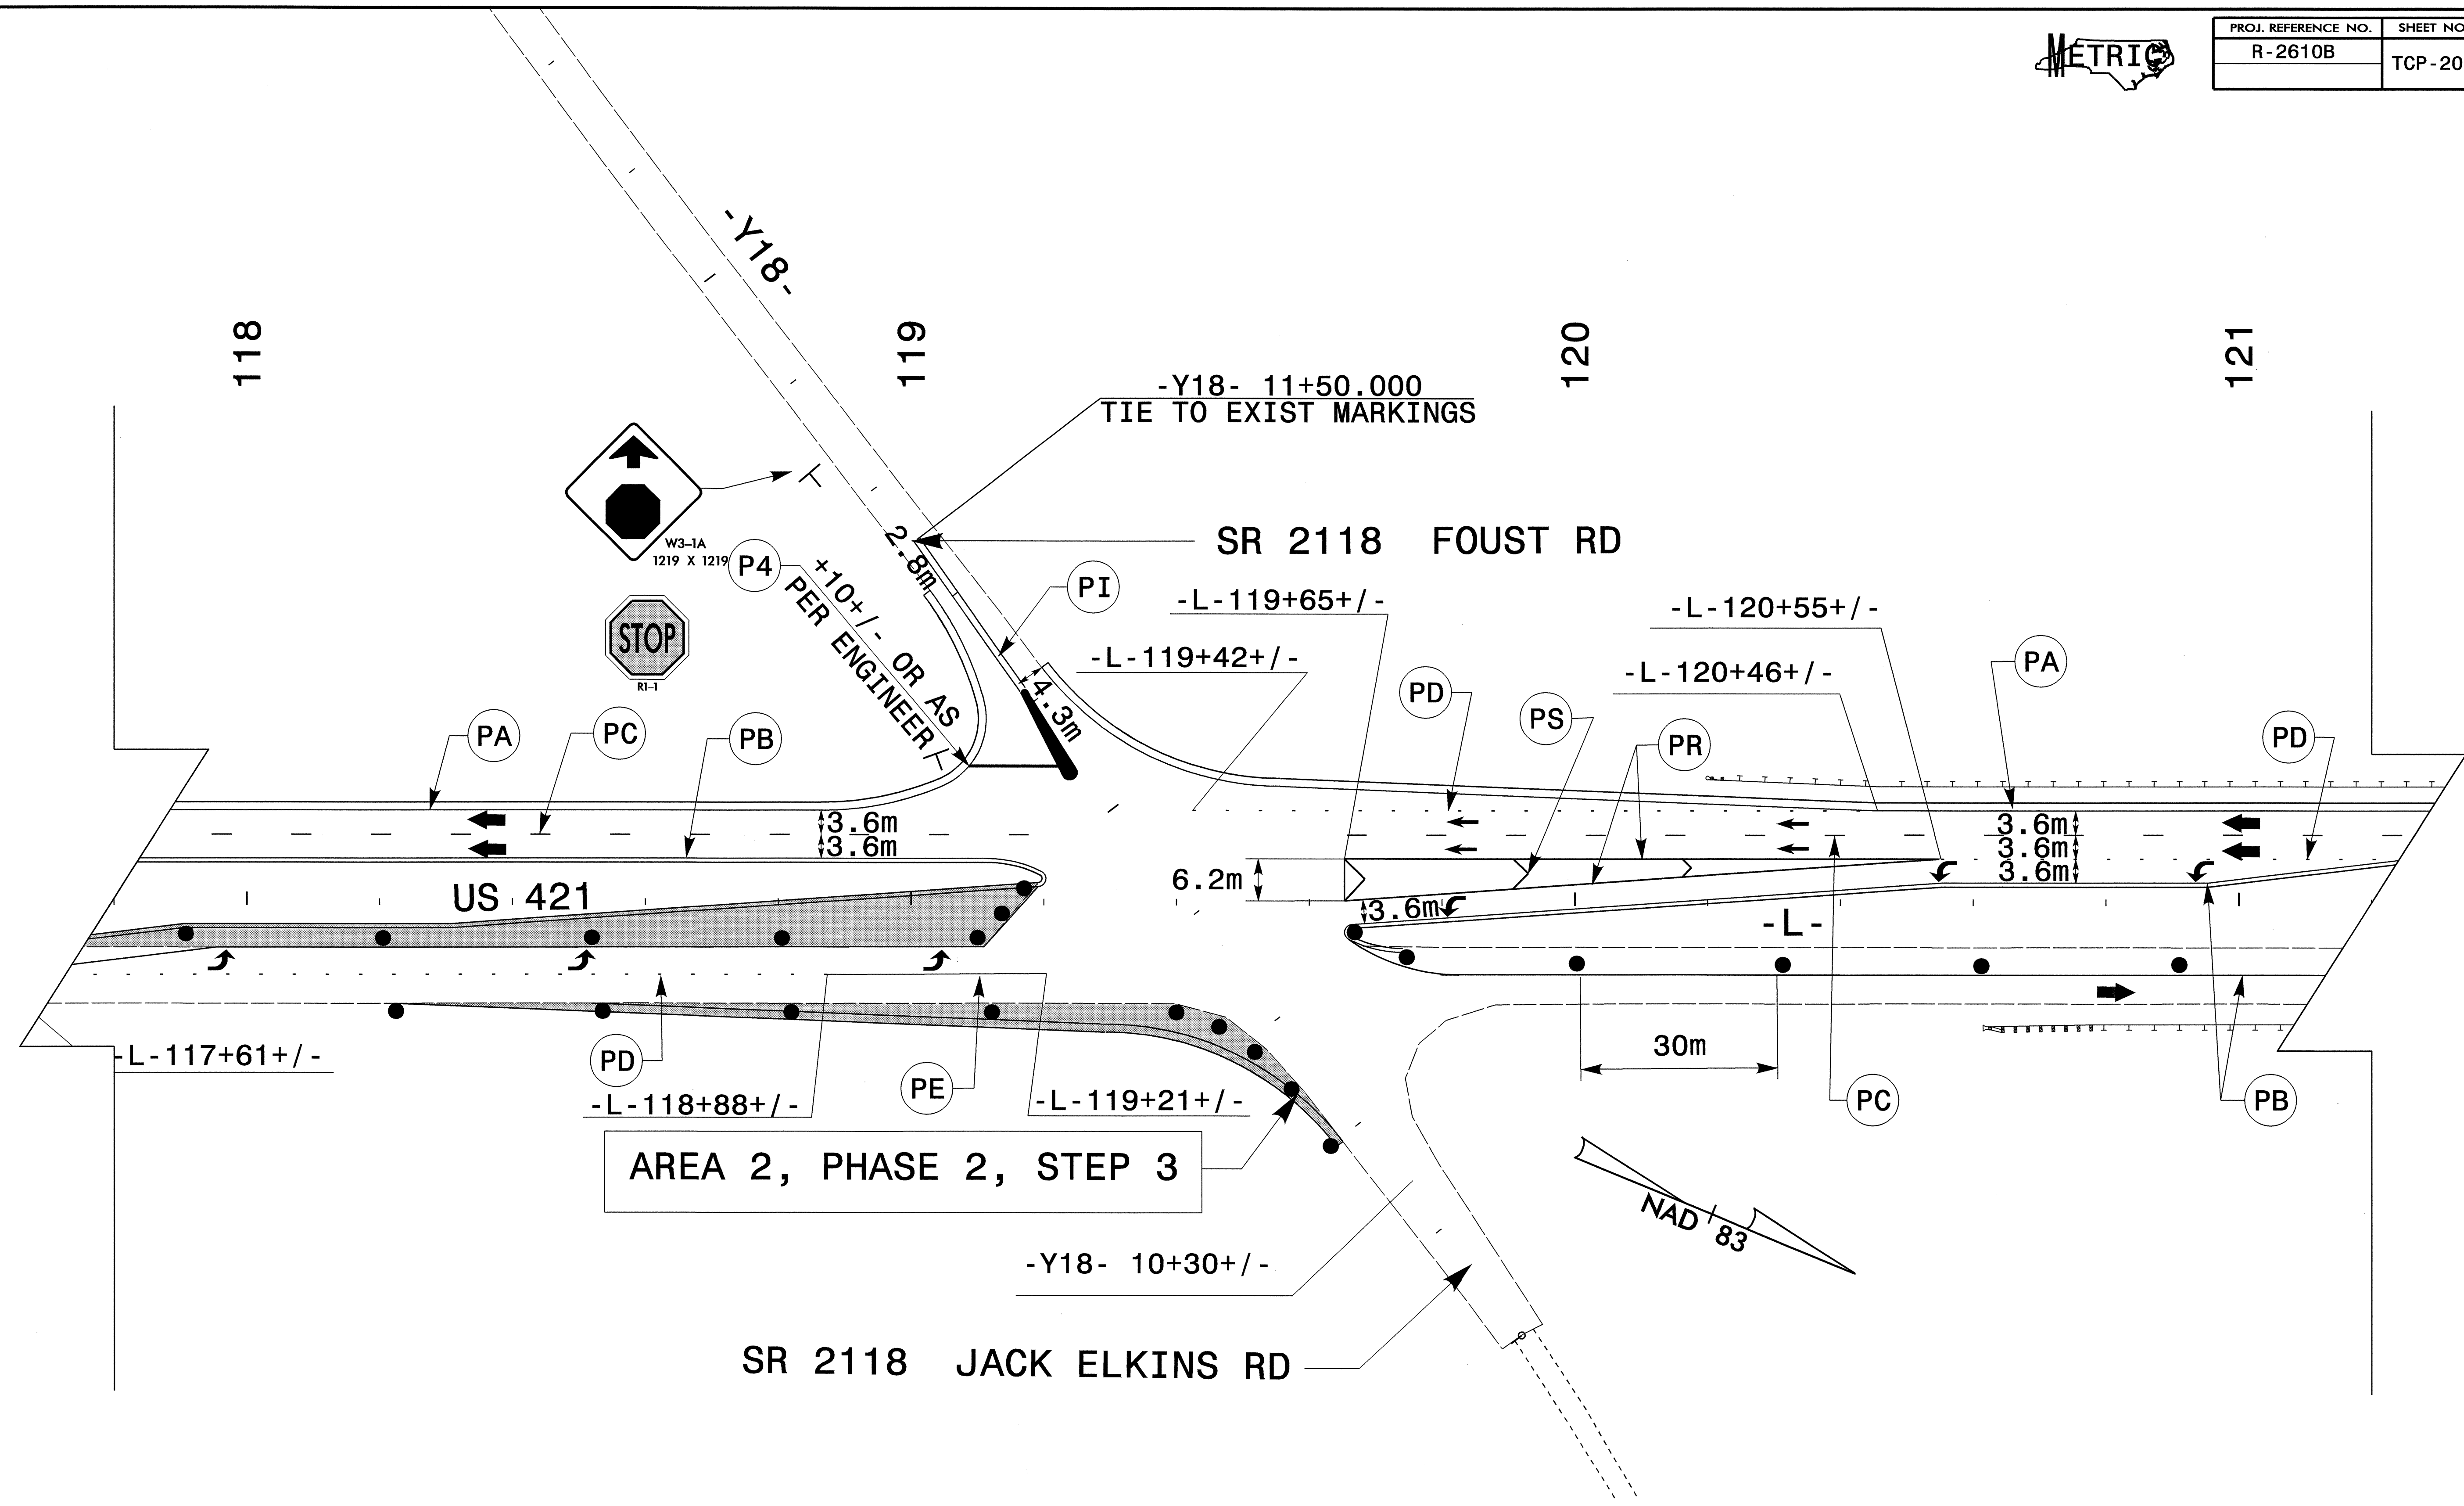 METRIC
PROJ. REFERENCE NO.
SHEET NO
R-2610B
TCP-20
-Y18-
118
119
120
121
-Y18- 11+50.000
TIE TO EXIST MARKINGS
W3-1A
1219 X 1219
P4
+10+/- OR AS
PER ENGINEER
2.8m
SR 2118 FOUST RD
PI
-L-119+65+/-
-L-120+55+/-
STOP
R1-1
-L-119+42+/-
-L-120+46+/-
4.3m
PD
PA
PS
PR
PD
PA
PC
PB
3.6m
3.6m
3.6m
3.6m
3.6m
6.2m
US 421
3.6m
-L-
-L-117+61+/-
PD
PE
30m
-L-118+88+/-
-L-119+21+/-
PC
PB
AREA 2, PHASE 2, STEP 3
NAD 83
-Y18- 10+30+/-
SR 2118 JACK ELKINS RD